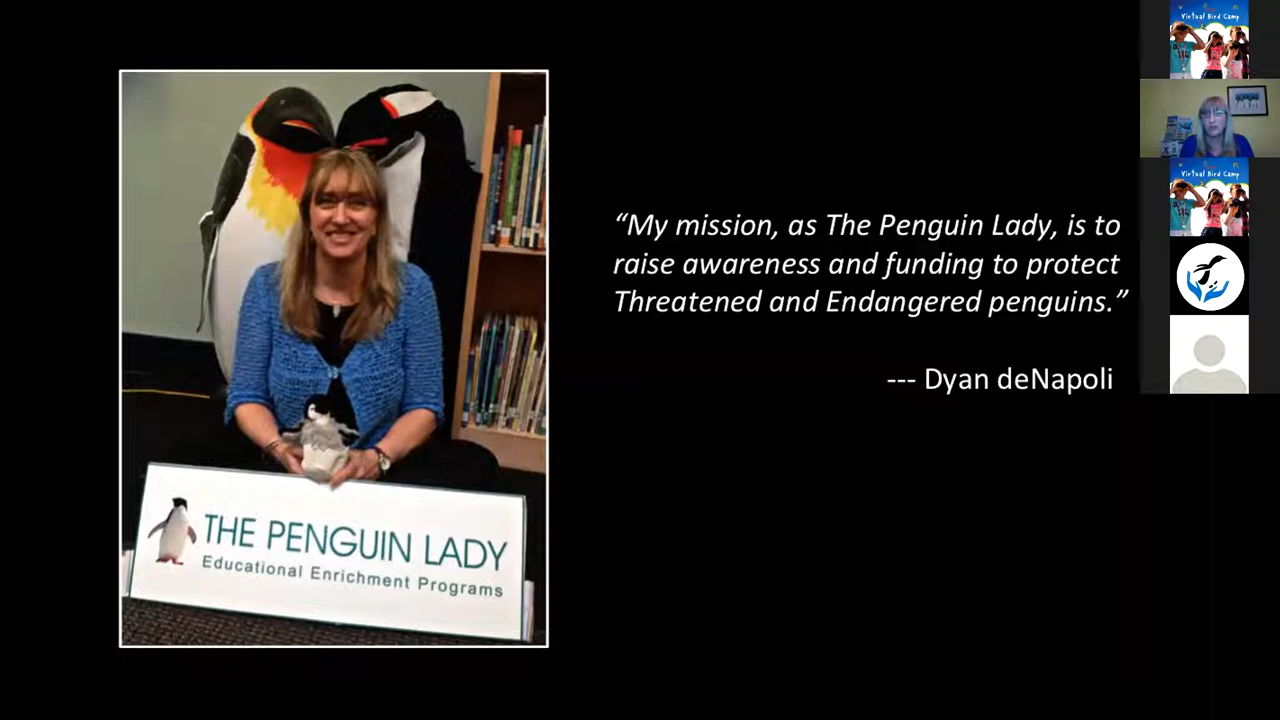 “My mission, as The Penguin Lady, is to
raise awareness and funding to protect
Threatened and Endangered penguins.”
--- Dyan deNapoli
THE PENGUIN LADY
Educational Enrichment Programs
Virtual Bird Camp
Virtual Bird Camp